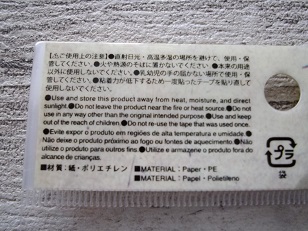 【ご使用上の注意】●直射日光・高温多湿の場所を避けて、使用・保
管してください。●火や熱源のそばに置かないでください。●本来の用途
以外に使用しないでください。●乳幼児の手の届かない場所で使用・保
管してください。●粘着力が低下するため一度貼ったテープを貼り直して
使用しないでください。
●Use and store this product away from heat, moisture, and direct
sunlight. ●Do not leave the product near a fire or heat source. ●Do not
use in any way other than the original intended purpose ●Use and keep
out of the reach of children. ●Do not re-use the tape that was used once.
●Evite expor o produto em regiões de alta temperatura e umidade. ●
Não deixe o produto próximo ao fogo ou fontes de aquecimento. ●Não
utilize o produto para outros fins ●Utilize e armazene o produto fora do
alcance de crianças.
■材質：紙・ポリエチレン ■MATERIAL：Paper・PE
■MATERIAL：Papel・Polietileno
プラ